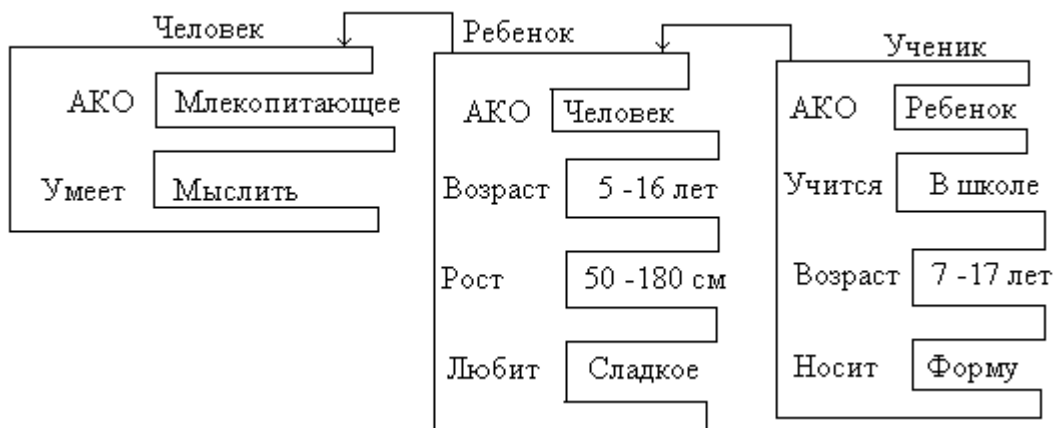 Человек
АКО Млекопитающее
Умеет Мыслить
Ребенок
АКО Человек
Возраст 5 -16 лет
Рост 50 -180 см
Любит Сладкое
Ученик
АКО Ребенок
Учится В школе
Возраст 7 -17 лет
Носит Форму